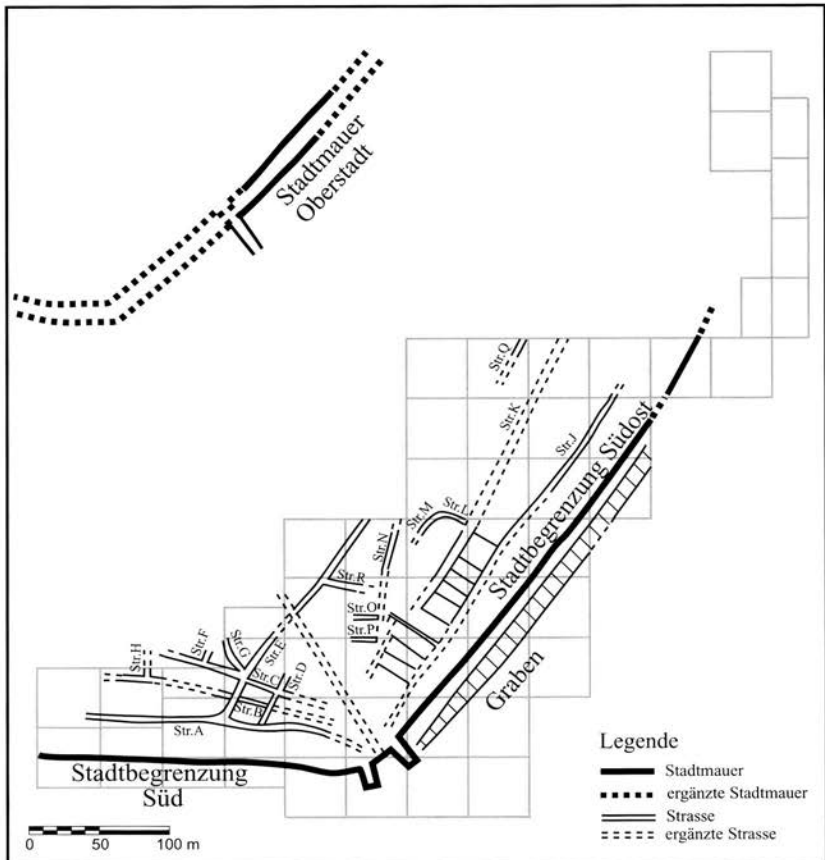 Stadtmauer
Oberstadt
Str.Q
Str.K
Str.J
Stadtbegrenzung Südost
Str.M
Str.L
Str.N
Str.R
Str.O
Str.P
Str.H
Str.F
Str.G
Str.E
Str.C
Str.D
Str.B
Str.A
Graben
Stadtbegrenzung
Süd
Legende
Stadtmauer
ergänzte Stadtmauer
Strasse
ergänzte Strasse
0 50 100 m